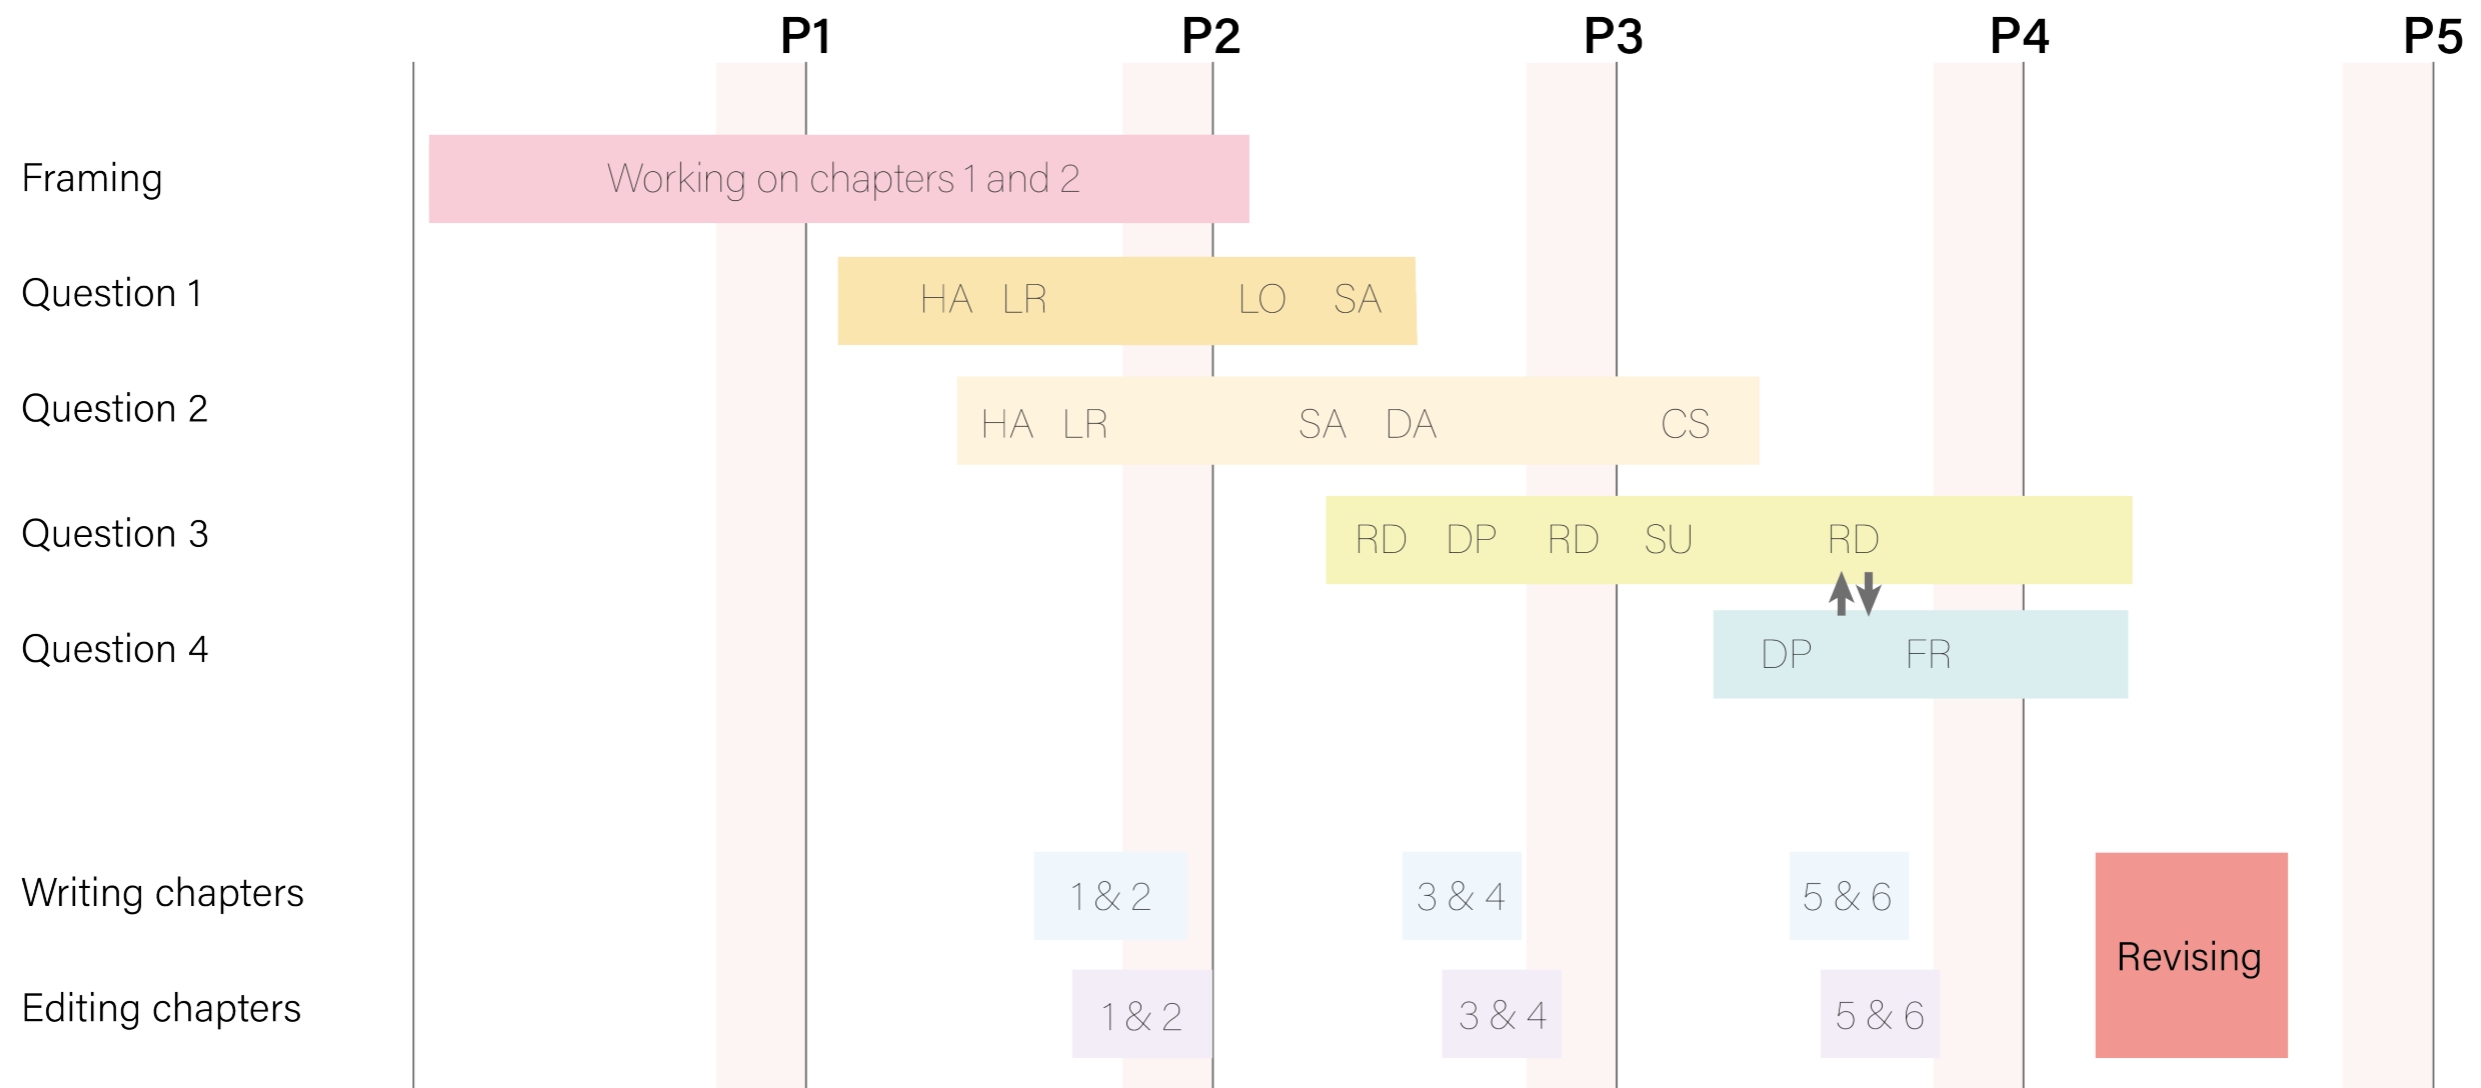 P1 P2 P3 P4 P5
Framing Working on chapters 1 and 2
Question 1 HA LR LO SA
Question 2 HA LR SA DA CS
Question 3 RD DP RD SU RD
Question 4 DP FR
Writing chapters 1 & 2 3 & 4 5 & 6
Revising
Editing chapters 1 & 2 3 & 4 5 & 6